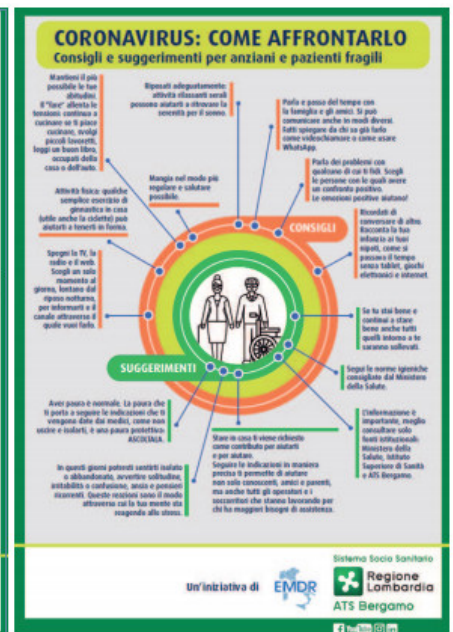 CORONAVIRUS: COME AFFRONTARLO
Consigli e suggerimenti per anziani e pazienti fragili
Mantieni il più
possibile le tue
abitudini.
Il "fare" allenta le
tensioni continua a
cucinare se ti piace
cucinare, svolgi
piccoli lavoretti,
leggi un buon libro,
occupati della
casa o dell'auto.
Riposati adeguatamente:
attività rilassanti serali
possono aiutarti a ritrovare la
serenità per il sonno.
Parla e passa del tempo con
la famiglia e gli amici. Si può
comunicare anche in modi diversi.
Fatti spiegare da chi sa già farlo
come videochiamare o come usare
WhatsApp.
Parla dei problemi con
qualcuno di cui ti fidi. Scegli
le persone con le quali avere
un confronto positivo.
Le emozioni positive aiutano!
Mangia nel modo più
regolare e salutare
possibile.
Attività fisica: qualche
semplice esercizio di
ginnastica in casa
(utile anche la ciclette) può
aiutarti a tenerti in forma.
CONSIGLI
Ricordati di
conversare di altro.
Racconta la tua
infanzia ai tuoi
nipoti, come si
passava il tempo
senza tablet, giochi
elettronici e internet.
Spegni la TV, la
radio e il web.
Scegli un solo
momento al
giorno, lontano dal
riposo notturno,
per informarti e il
canale attraverso il
quale vuoi farlo.
Se tu stai bene e
continui a stare
bene anche tutti
quelli intorno a te
saranno sollevati.
SUGGERIMENTI
Segui le norme igieniche
consigliate dal Ministero
della Salute.
Aver paura è normale. La paura che
ti porta a seguire le indicazioni che ti
vengono date dai medici, come non
uscire e isolarti, è una paura protettiva:
ASCOLTALA.
L'informazione è
importante, meglio
consultare solo
fonti istituzionali:
Ministero della
Salute, Istituto
Superiore di Sanità
e ATS Bergamo.
Stare in casa ti viene richiesto
come contributo per aiutarti
e per aiutare.
Seguire le indicazioni in maniera
precisa ti permette di aiutare
non solo conoscenti, amici e parenti,
ma anche tutti gli operatori e i
soccorritori che stanno lavorando per
chi ha maggiori bisogni di assistenza.
In questi giorni potresti sentirti isolato
o abbandonato, avvertire solitudine,
irritabilità o confusione, ansia e pensieri
ricorrenti. Queste reazioni sono il modo
attraverso cui la tua mente sta
reagendo allo stress.
Un'iniziativa di
EMDR
Sistema Socio Sanitario
Regione
Lombardia
ATS Bergamo
YouTube